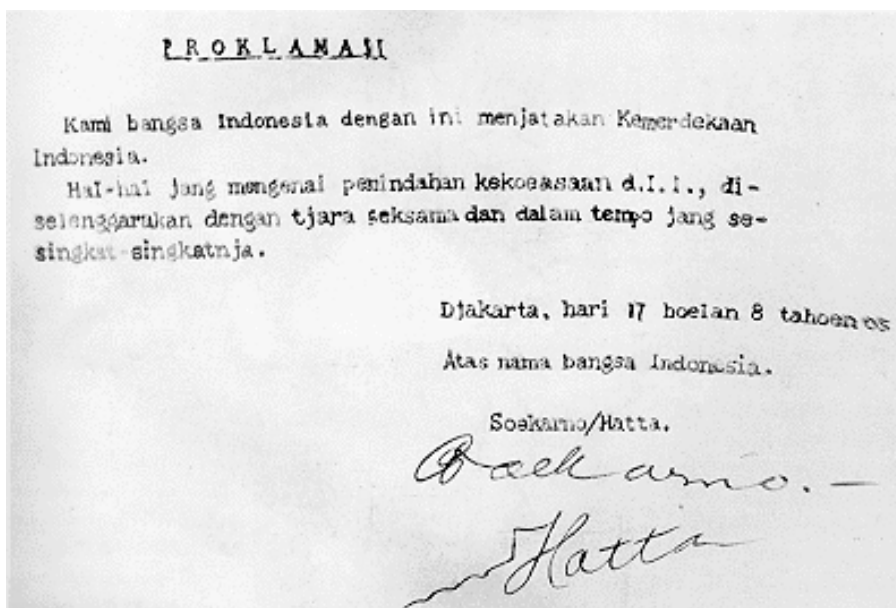 PROKLAMASI
Kami bangsa Indonesia dengan ini menjatakan Kemerdekaan
Indonesia.
Hal-hal jang mengenai pemindahan kekoeasaan d.l.l., di-
selenggarakan dengan tjara seksama dan dalam tempo jang se-
singkat-singkatnja.
Djakarta, hari 17 boelan 8 tahoen 05
Atas nama bangsa Indonesia.
Soekarno/Hatta.
Soekarno.—
Hatta